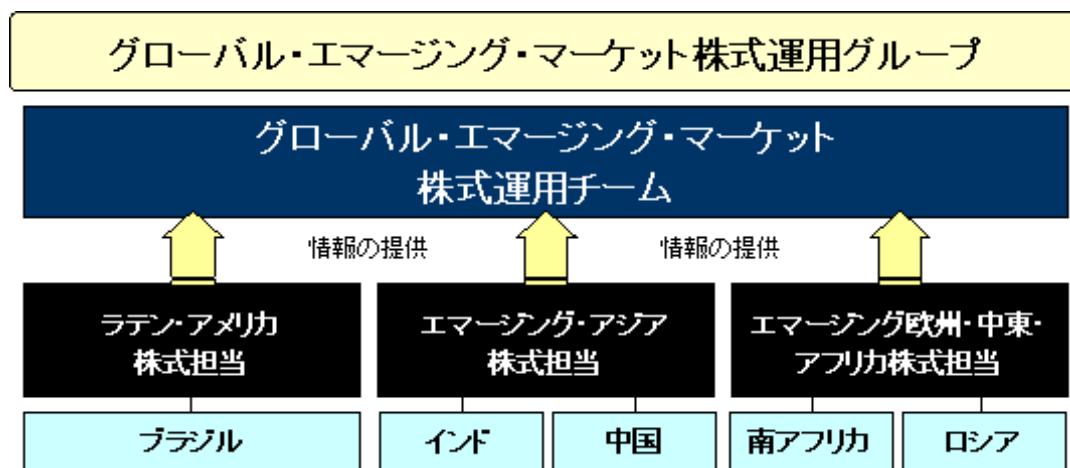 グローバル・エマージング・マーケット株式運用グループ
グローバル・エマージング・マーケット
株式運用チーム
情報の提供
情報の提供
ラテン・アメリカ
株式担当
エマージング・アジア
株式担当
エマージング欧州・中東・
アフリカ株式担当
ブラジル
インド
中国
南アフリカ
ロシア